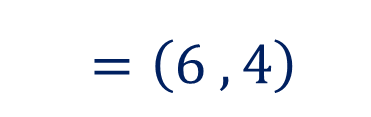 = (6 , 4)